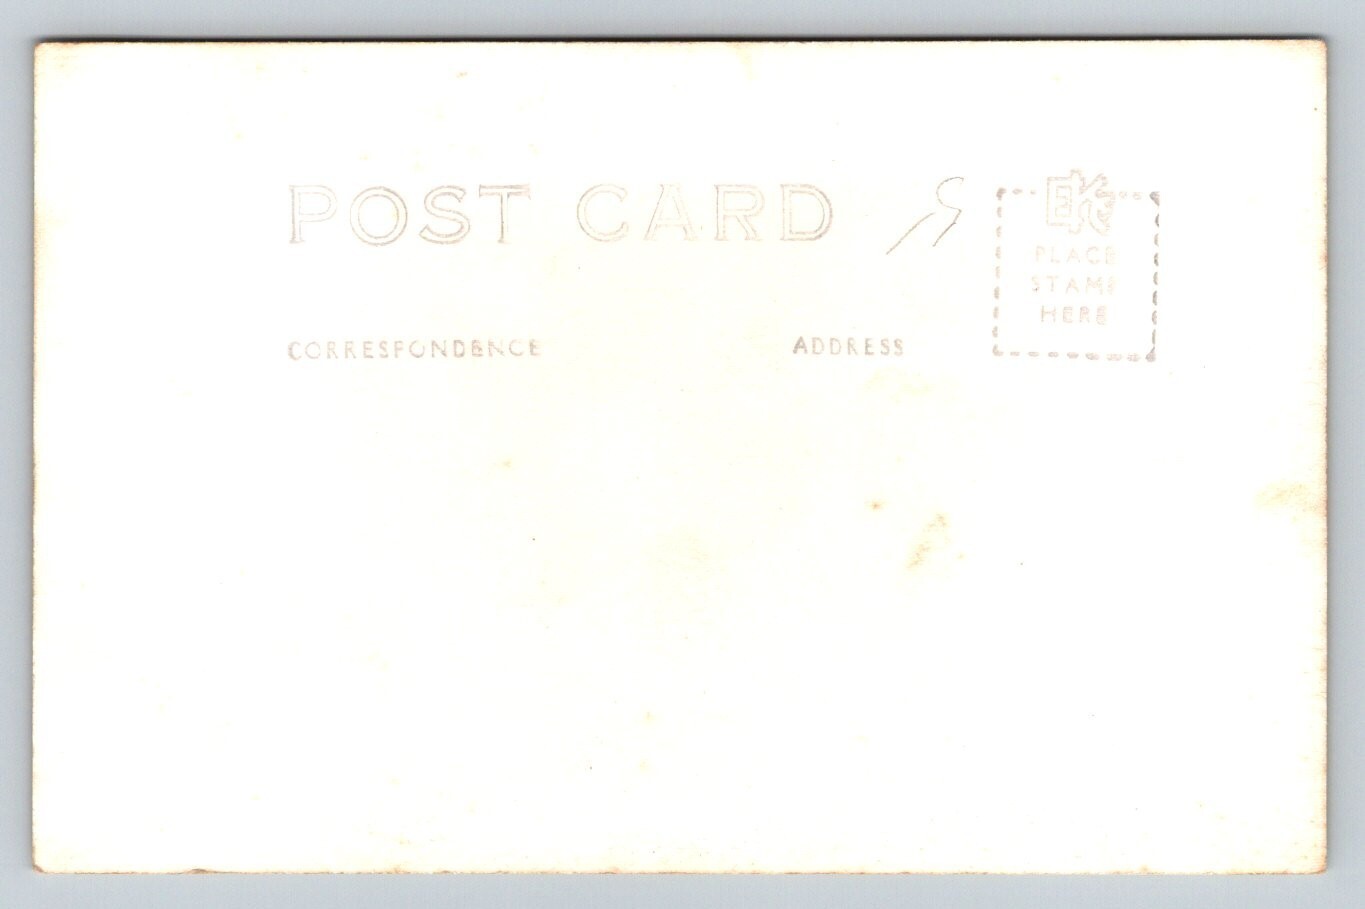 POST CARD
EKC
PLACE
STAMP
HERE
CORRESPONDENCE
ADDRESS